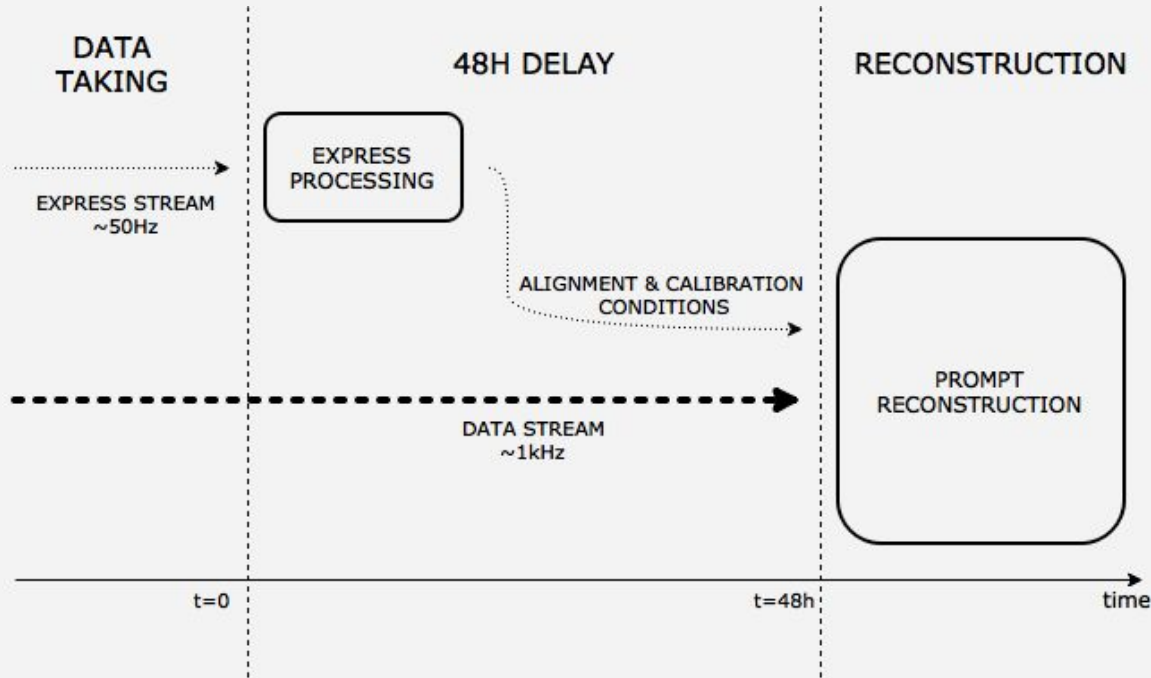 DATA
TAKING
48H DELAY
RECONSTRUCTION
EXPRESS
PROCESSING
EXPRESS STREAM
~50Hz
ALIGNMENT & CALIBRATION
CONDITIONS
PROMPT
RECONSTRUCTION
DATA STREAM
~1kHz
t=0
t=48h
time